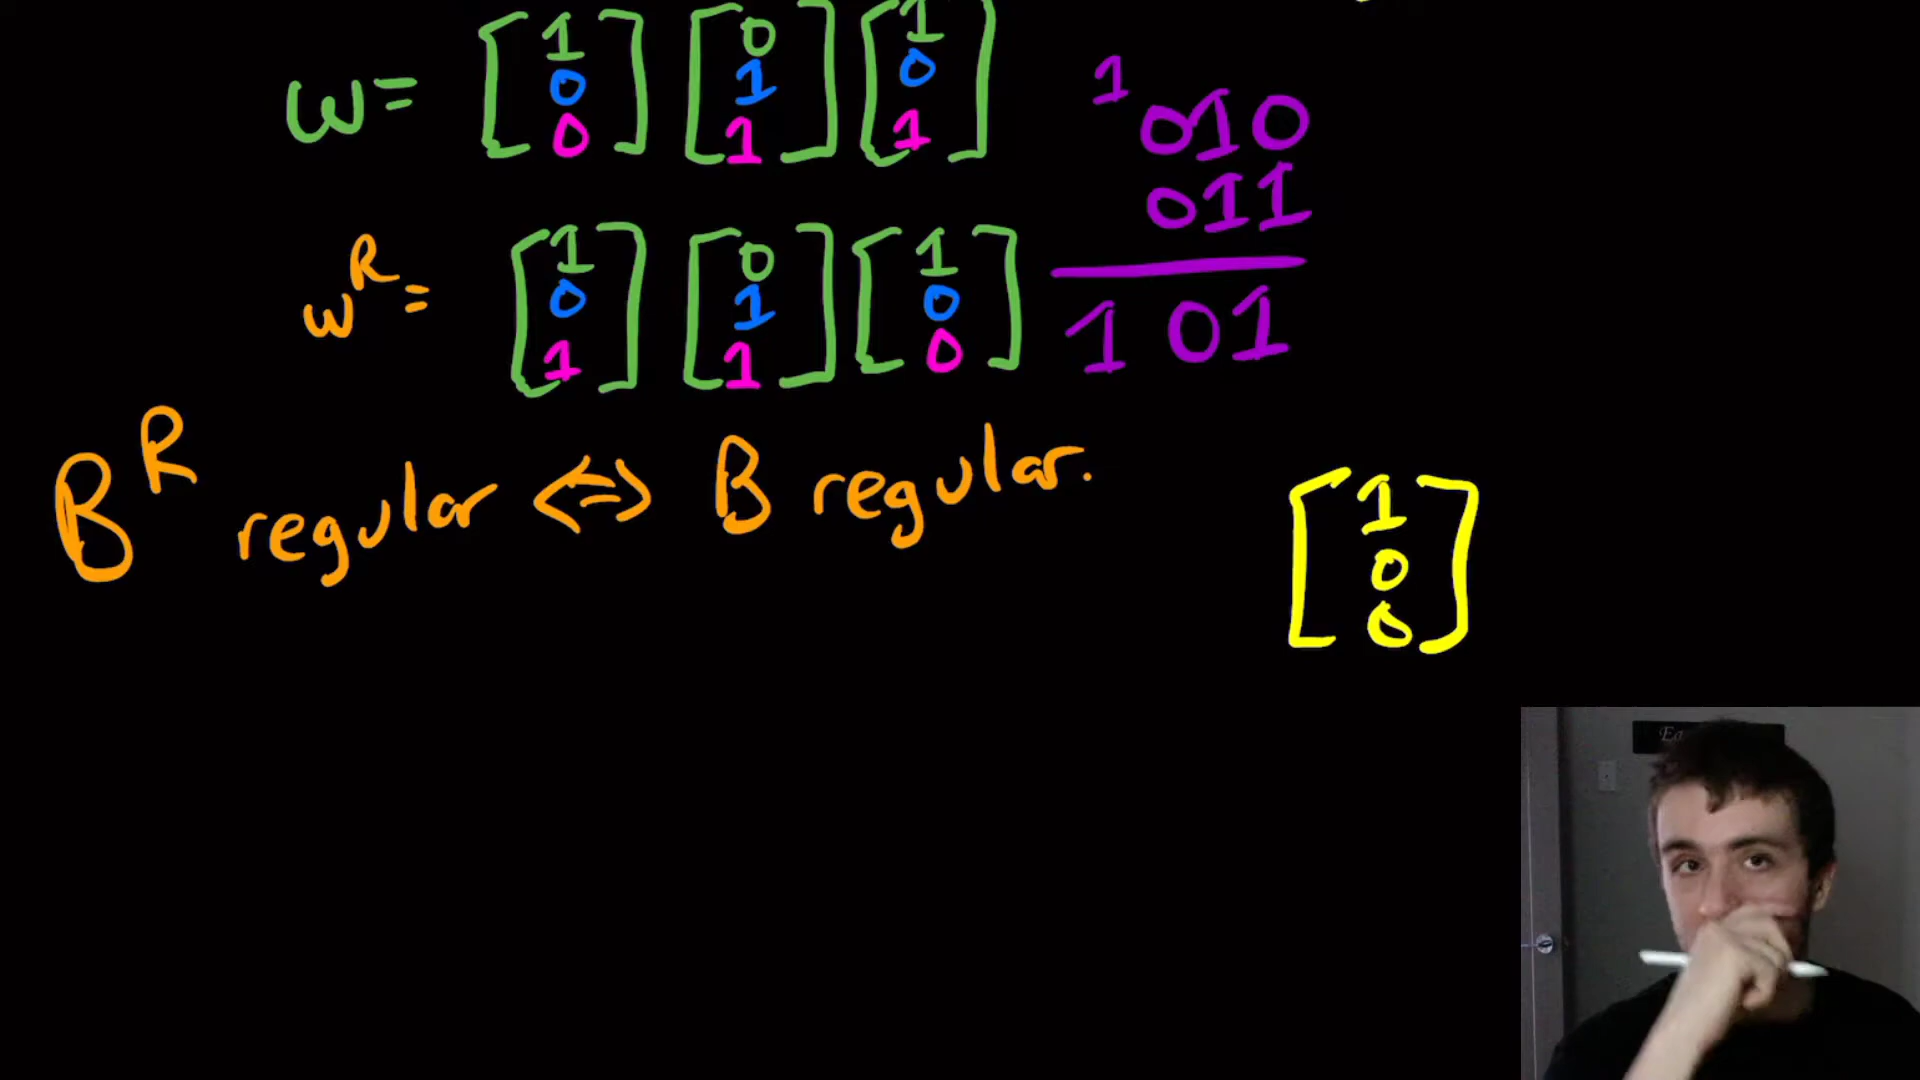 w = [1 0 0] [0 1 1] [1 0 1]
1
010
011
101
w^R = [1 0 1] [0 1 1] [1 0 0]
B^R regular <=> B regular.
[1 0 0]